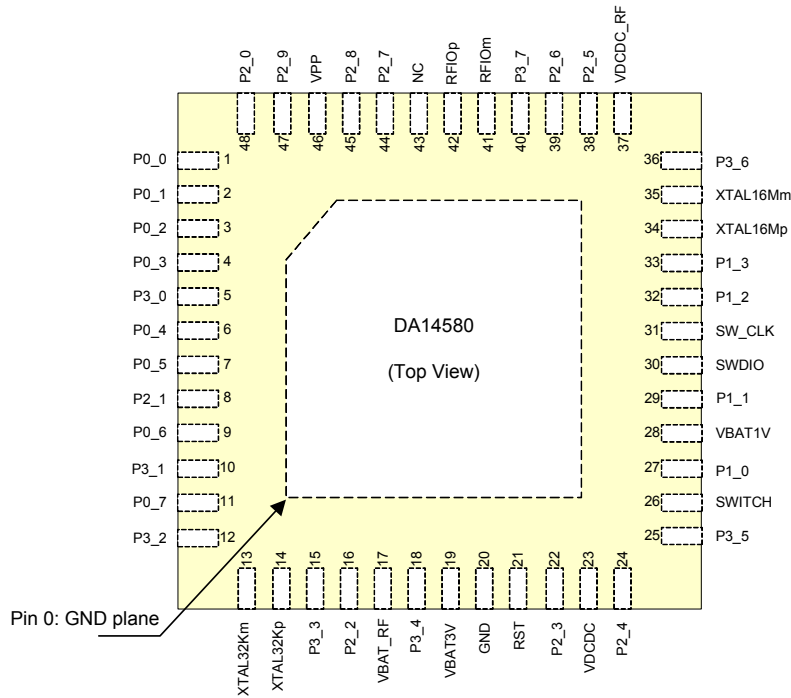 P2_0
P2_9
VPP
P2_8
P2_7
NC
RFIOp
RFIOm
P3_7
P2_6
P2_5
VDCDC_RF
48
47
46
45
44
43
42
41
40
39
38
37
P0_0 1
P0_1 2
P0_2 3
P0_3 4
P3_0 5
P0_4 6
P0_5 7
P2_1 8
P0_6 9
P3_1 10
P0_7 11
P3_2 12
DA14580
(Top View)
36 P3_6
35 XTAL16Mm
34 XTAL16Mp
33 P1_3
32 P1_2
31 SW_CLK
30 SWDIO
29 P1_1
28 VBAT1V
27 P1_0
26 SWITCH
25 P3_5
13
14
15
16
17
18
19
20
21
22
23
24
Pin 0: GND plane
XTAL32Km
XTAL32Kp
P3_3
P2_2
VBAT_RF
P3_4
VBAT3V
GND
RST
P2_3
VDCDC
P2_4